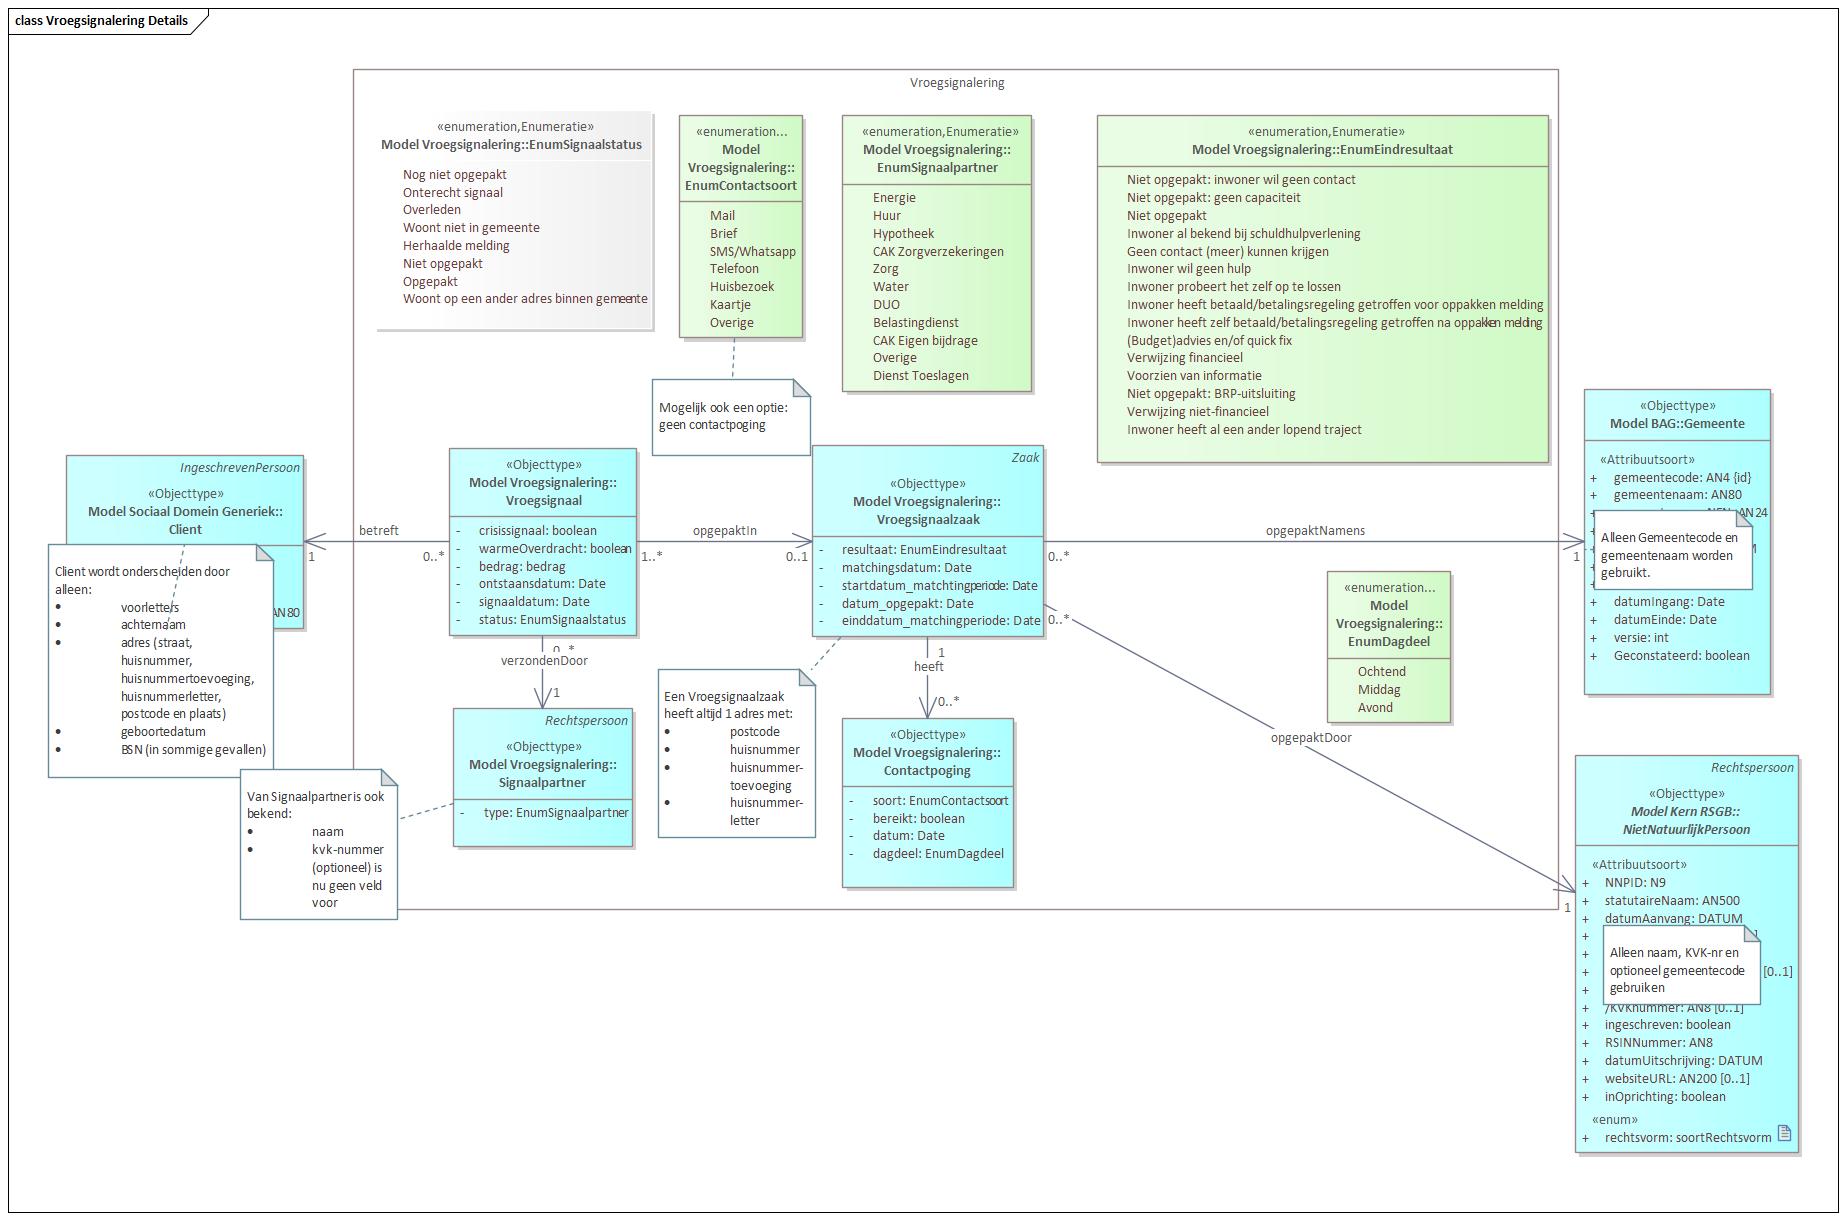 class Vroegsignalering Details
Vroegsignalering
«enumeration,Enumeratie»
Model Vroegsignalering::EnumSignaalstatus
Nog niet opgepakt
Onterecht signaal
Overleden
Woont niet in gemeente
Herhaalde melding
Niet opgepakt
Opgepakt
Woont op een ander adres binnen gemeente
«enumeration...
Model
Vroegsignalering::
EnumContactsoort
Mail
Brief
SMS/Whatsapp
Telefoon
Huisbezoek
Kaartje
Overige
«enumeration,Enumeratie»
Model Vroegsignalering::
EnumSignaalpartner
Energie
Huur
Hypotheek
CAK Zorgverzekeringen
Zorg
Water
DUO
Belastingdienst
CAK Eigen bijdrage
Overige
Dienst Toeslagen
«enumeration,Enumeratie»
Model Vroegsignalering::EnumEindresultaat
Niet opgepakt: inwoner wil geen contact
Niet opgepakt: geen capaciteit
Niet opgepakt
Inwoner al bekend bij schuldhulpverlening
Geen contact (meer) kunnen krijgen
Inwoner wil geen hulp
Inwoner probeert het zelf op te lossen
Inwoner heeft betaald/betalingsregeling getroffen voor oppakken melding
Inwoner heeft zelf betaald/betalingsregeling getroffen na oppakken melding
(Budget)advies en/of quick fix
Verwijzing financieel
Voorzien van informatie
Niet opgepakt: BRP-uitsluiting
Verwijzing niet-financieel
Inwoner heeft al een ander lopend traject
Mogelijk ook een optie:
geen contactpoging
IngeschrevenPersoon
«Objecttype»
Model Sociaal Domein Generiek::
Client
AN80
Client wordt onderscheiden door
alleen:
• voorletters
• achternaam
• adres (straat,
huisnummer,
huisnummertoevoeging,
huisnummerletter,
postcode en plaats)
• geboortedatum
• BSN (in sommige gevallen)
betreft
1
0..*
«Objecttype»
Model Vroegsignalering::
Vroegsignaal
- crisissignaal: boolean
- warmeOverdracht: boolean
- bedrag: bedrag
- ontstaansdatum: Date
- signaaldatum: Date
- status: EnumSignaalstatus
opgepaktIn
1..*
0..1
Zaak
«Objecttype»
Model Vroegsignalering::
Vroegsignaalzaak
- resultaat: EnumEindresultaat
- matchingsdatum: Date
- startdatum_matchtingperiode: Date
- datum_opgepakt: Date
- einddatum_matchingperiode: Date
opgepaktNamens
0..*
1
«Objecttype»
Model BAG::Gemeente
«Attribuutsoort»
+ gemeentecode: AN4 {id}
+ gemeentenaam: AN80
+ AN24
Alleen Gemeentecode en
gemeentenaam worden
gebruikt.
+ datumIngang: Date
+ datumEinde: Date
+ versie: int
+ Geconstateerd: boolean
«enumeration...
Model
Vroegsignalering::
EnumDagdeel
Ochtend
Middag
Avond
0..*
verzondenDoor
1
Rechtspersoon
«Objecttype»
Model Vroegsignalering::
Signaalpartner
- type: EnumSignaalpartner
Van Signaalpartner is ook
bekend:
• naam
• kvk-nummer
(optioneel) is
nu geen veld
voor
Een Vroegsignaalzaak
heeft altijd 1 adres met:
• postcode
• huisnummer
• huisnummer-
toevoeging
• huisnummer-
letter
1
heeft
0..*
«Objecttype»
Model Vroegsignalering::
Contactpoging
- soort: EnumContactsoort
- bereikt: boolean
- datum: Date
- dagdeel: EnumDagdeel
0..*
opgepaktDoor
1
Rechtspersoon
«Objecttype»
Model Kern RSGB::
NietNatuurlijkPersoon
«Attribuutsoort»
+ NNPID: N9
+ statutaireNaam: AN500
+ datumAanvang: DATUM
Alleen naam, KVK-nr en
optioneel gemeentecode
gebruiken
[0..1]
+ /KVKnummer: AN8 [0..1]
+ ingeschreven: boolean
+ RSINNummer: AN8
+ datumUitschrijving: DATUM
+ websiteURL: AN200 [0..1]
+ inOprichting: boolean
«enum»
+ rechtsvorm: soortRechtsvorm